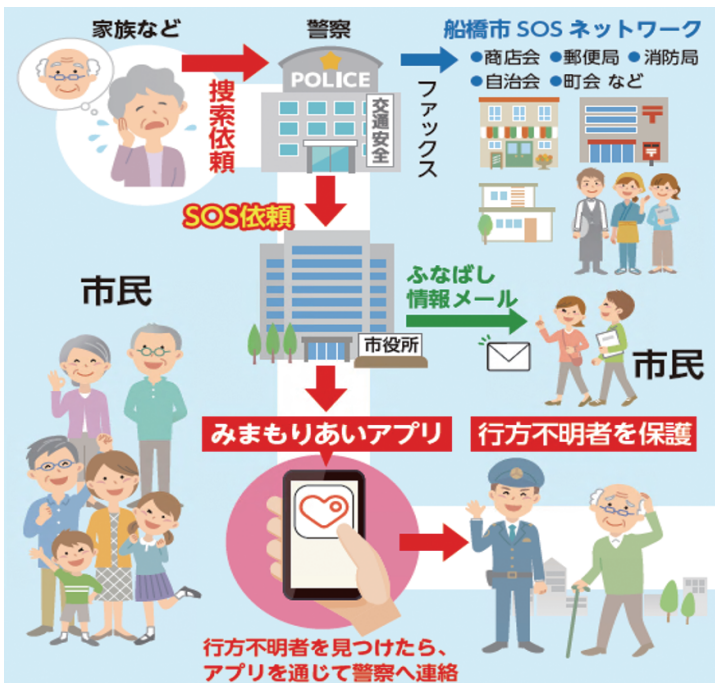 家族など
警察
船橋市SOSネットワーク
●商店会 ●郵便局 ●消防局
●自治会 ●町会 など
POLICE
交通安全
捜索依頼
ファックス
SOS依頼
ふなばし
情報メール
市役所
市民
市民
みまもりあいアプリ
行方不明者を保護
行方不明者を見つけたら、
アプリを通じて警察へ連絡